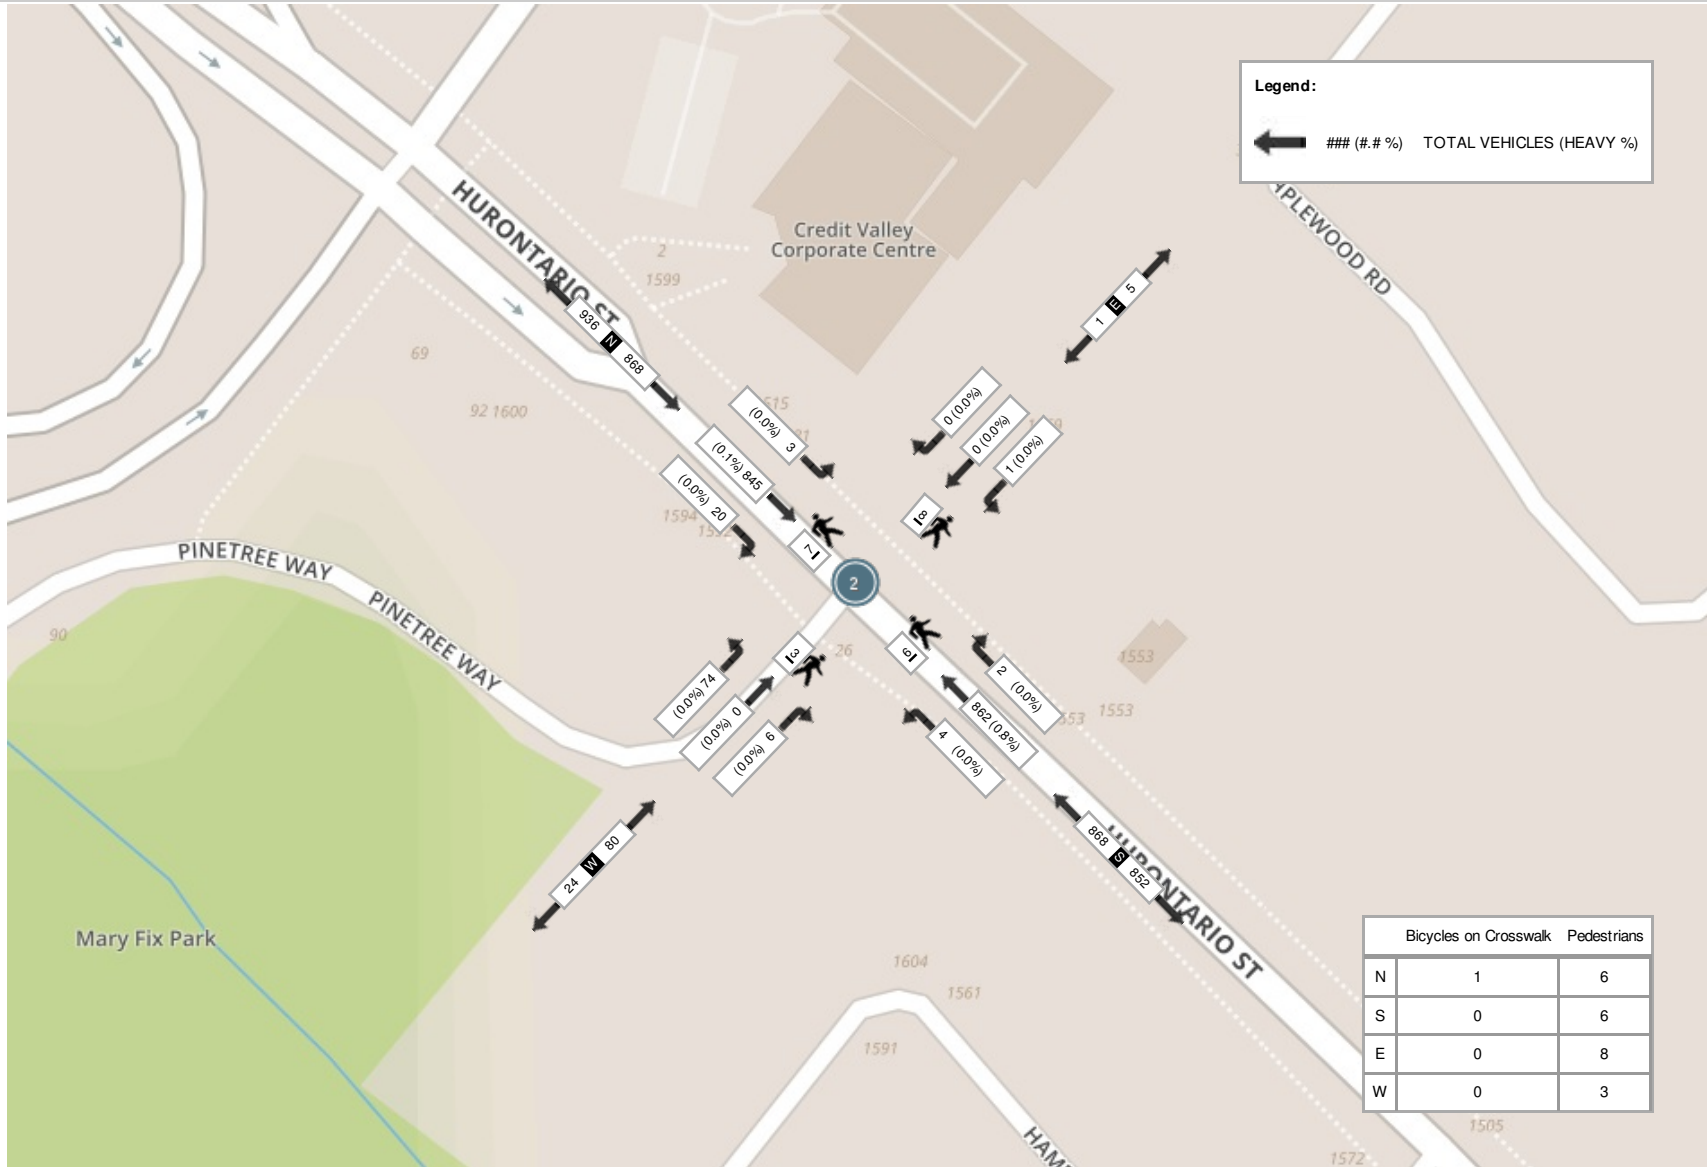 Legend:
### (#.# %) TOTAL VEHICLES (HEAVY %)
HURONTARIO ST
Credit Valley
Corporate Centre
2
1599
69
92 1600
936 N 868
1 E 5
(0.0%) 3
(0.1%) 845
(0.0%) 20
0 (0.0%)
0 (0.0%)
1 (0.0%)
1594
8
7
2
PINETREE WAY
PINETREE WAY
90
3
26
6
1553
1553
(0.0%) 74
(0.0%) 0
(0.0%) 6
2 (0.0%)
862 (0.8%)
4 (0.0%)
24 W 80
868 S 852
HURONTARIO ST
Mary Fix Park
1604
1561
1591
Bicycles on Crosswalk Pedestrians
N 1 6
S 0 6
E 0 8
W 0 3
1505
1572